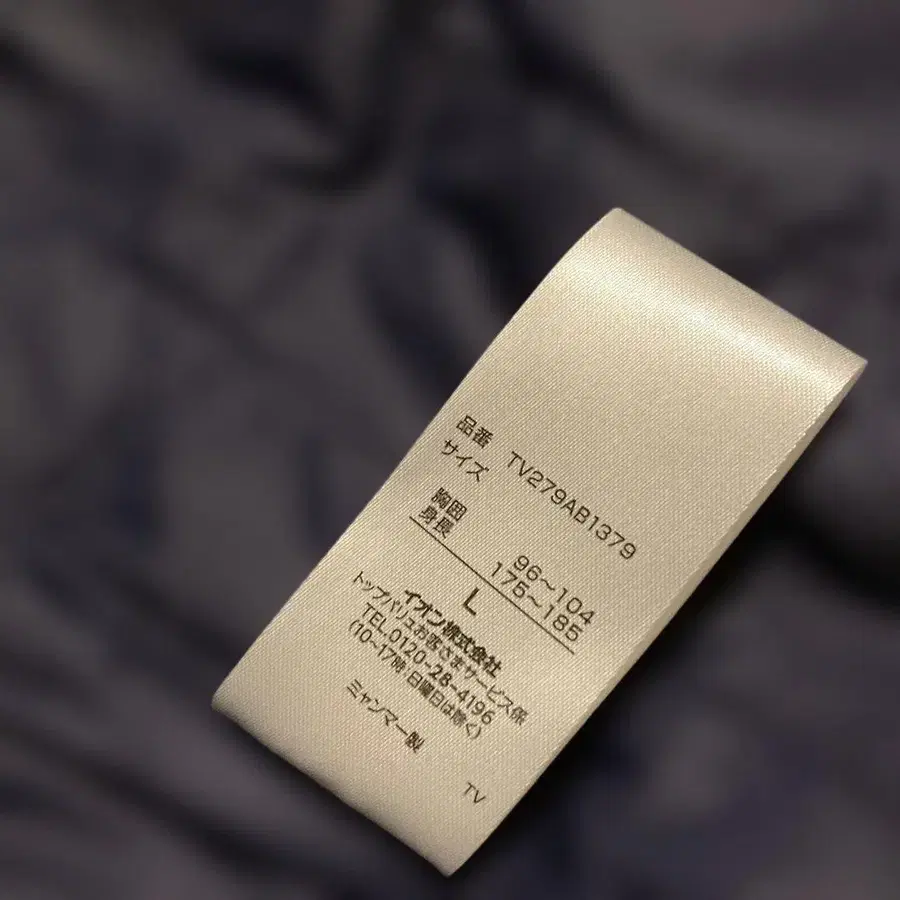 品番 TV279AB1379
サイズ
胸囲 96〜104
身長 175〜185
L
イオン株式会社
トップバリュお客さまサービス係
TEL.0120-28-4196
(10〜17時:日曜日は除く)
ミャンマー製
TV